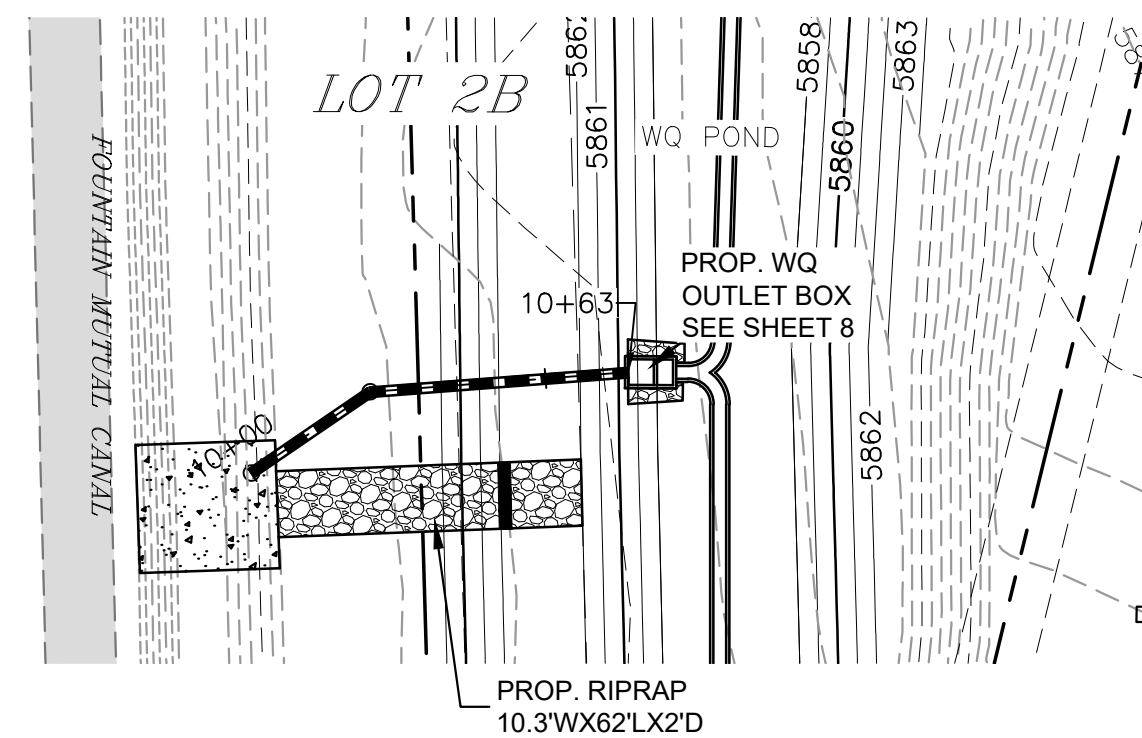 LOT 2B
5861
5858
5860
5863
WQ POND
FOUNTAIN MUTUAL CANAL
PROP. WQ
OUTLET BOX
SEE SHEET 8
10+63
10+00
5862
PROP. RIPRAP
10.3'WX62'LX2'D